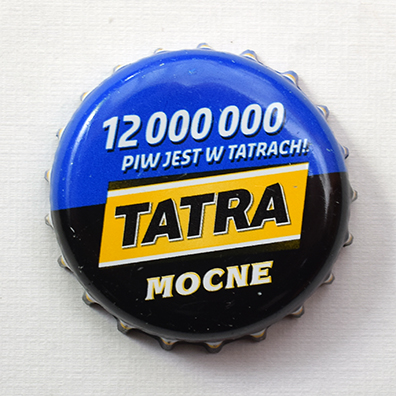 12 000 000
PIW JEST W TATRACH!
TATRA
MOCNE